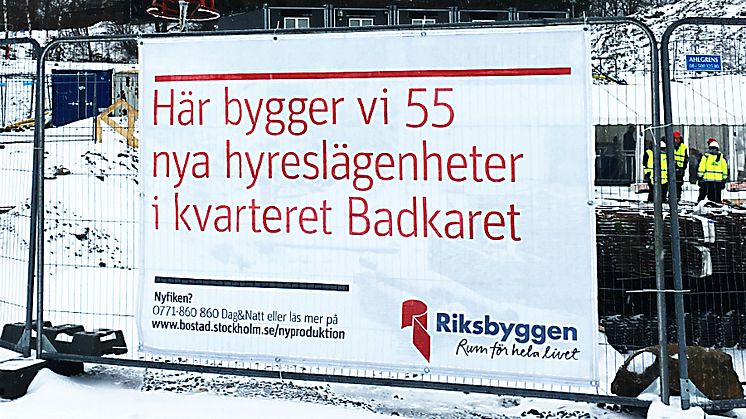 Här bygger vi 55
nya hyreslägenheter
i kvarteret Badkaret
Nyfiken?
0771-860 860 Dag&Natt eller läs mer på
www.bostad.stockholm.se/nyproduktion
Riksbyggen
Rum för hela livet
AHLGRENS